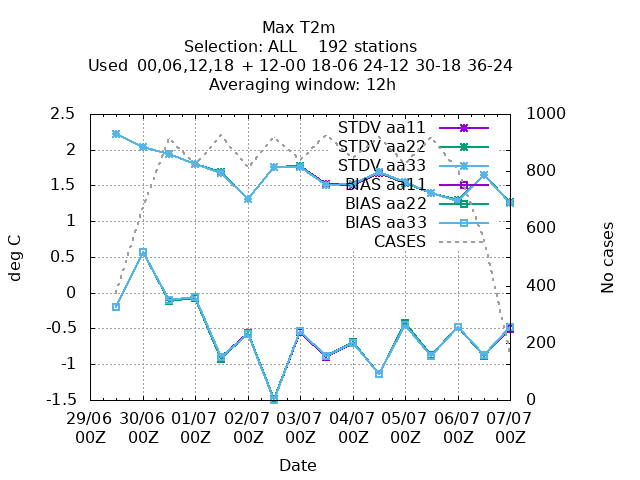 Max T2m
Selection: ALL    192 stations
Used  00,06,12,18 + 12-00 18-06 24-12 30-18 36-24
Averaging window: 12h
2.5
2
1.5
1
0.5
0
-0.5
-1
-1.5
deg C
1000
800
600
400
200
0
No cases
STDV aa11
STDV aa22
STDV aa33
BIAS aa11
BIAS aa22
BIAS aa33
CASES
29/06 30/06 01/07 02/07 03/07 04/07 05/07 06/07 07/07
00Z 00Z 00Z 00Z 00Z 00Z 00Z 00Z 00Z
Date